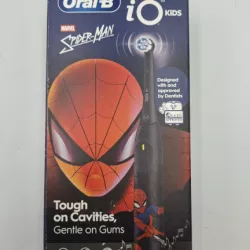 Oral-B
iO KIDS
MARVEL
SPIDER-MAN
Designed
with and
approved
by Dentists
Tough
on Cavities,
Gentle on Gums